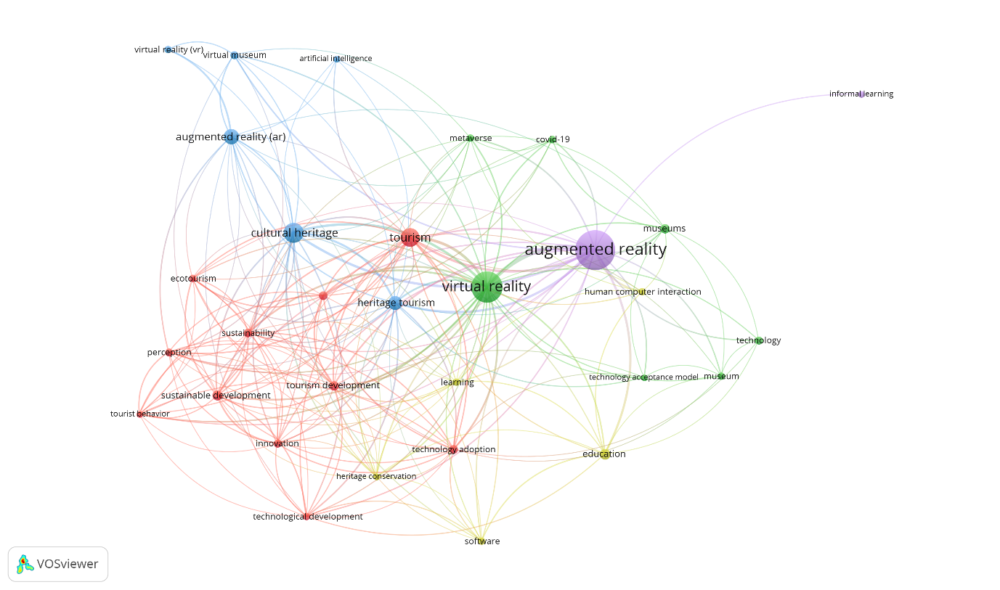 virtual reality (vr)
virtual museum
artificial intelligence
informal learning
augmented reality (ar)
metaverse
covid-19
museums
cultural heritage
tourism
augmented reality
ecotourism
virtual reality
human computer interaction
heritage tourism
sustainability
technology
perception
tourism development
learning
technology acceptance model
museum
sustainable development
tourist behavior
innovation
technology adoption
education
heritage conservation
technological development
software
VOSviewer